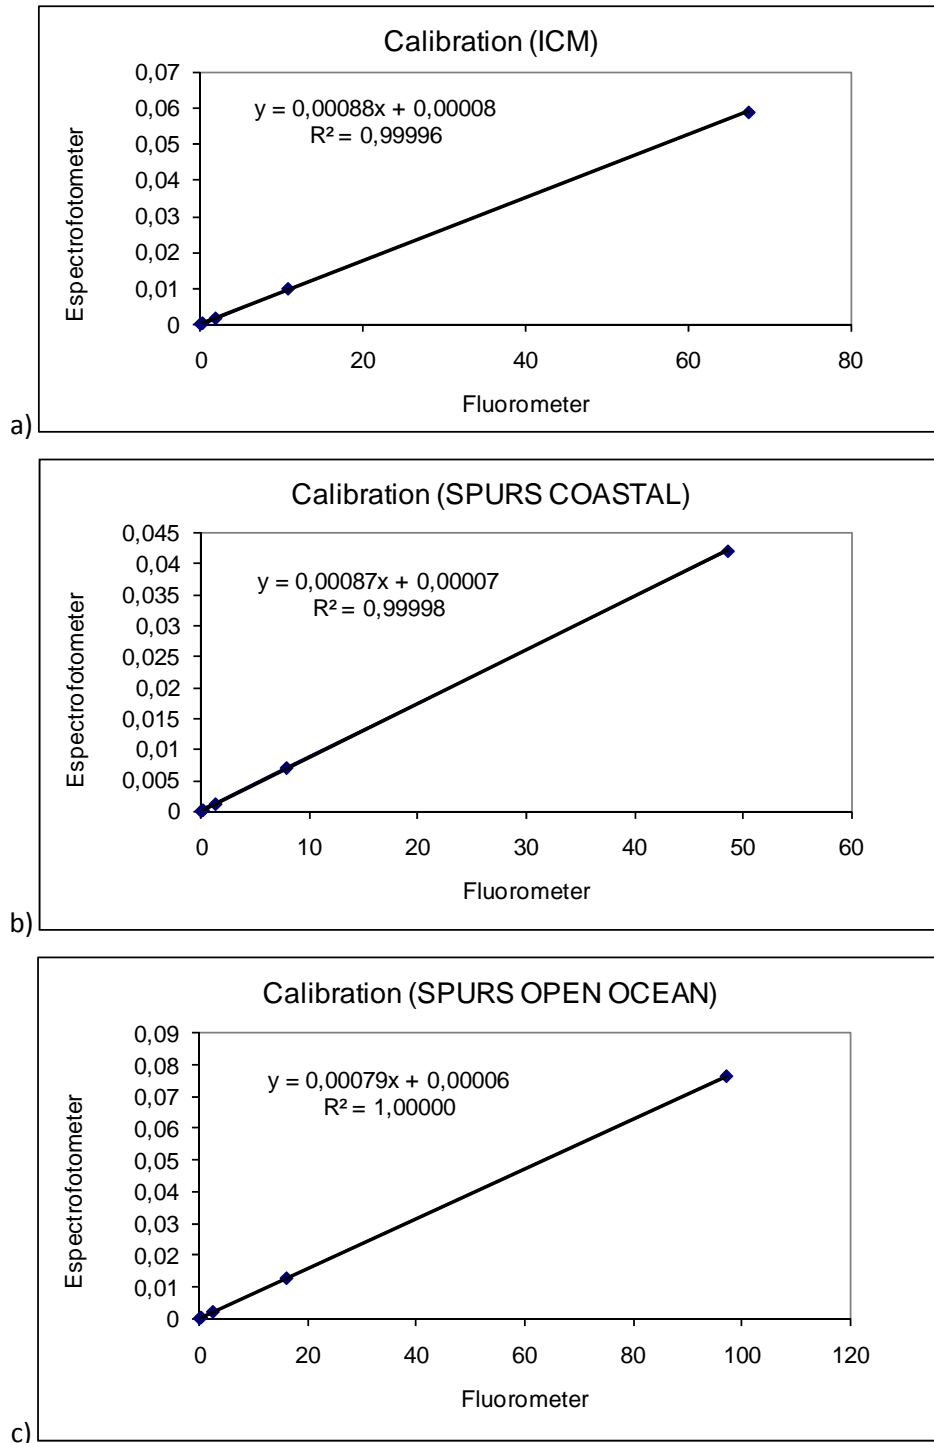 Calibration (ICM)
y = 0,00088x + 0,00008
R² = 0,99996
0,07
0,06
0,05
0,04
0,03
0,02
0,01
0
Espectrofotometer
0 20 40 60 80
Fluorometer
a)
Calibration (SPURS COASTAL)
y = 0,00087x + 0,00007
R² = 0,99998
0,045
0,04
0,035
0,03
0,025
0,02
0,015
0,01
0,005
0
Espectrofotometer
0 10 20 30 40 50 60
Fluorometer
b)
Calibration (SPURS OPEN OCEAN)
y = 0,00079x + 0,00006
R² = 1,00000
0,09
0,08
0,07
0,06
0,05
0,04
0,03
0,02
0,01
0
Espectrofotometer
0 20 40 60 80 100 120
Fluorometer
c)